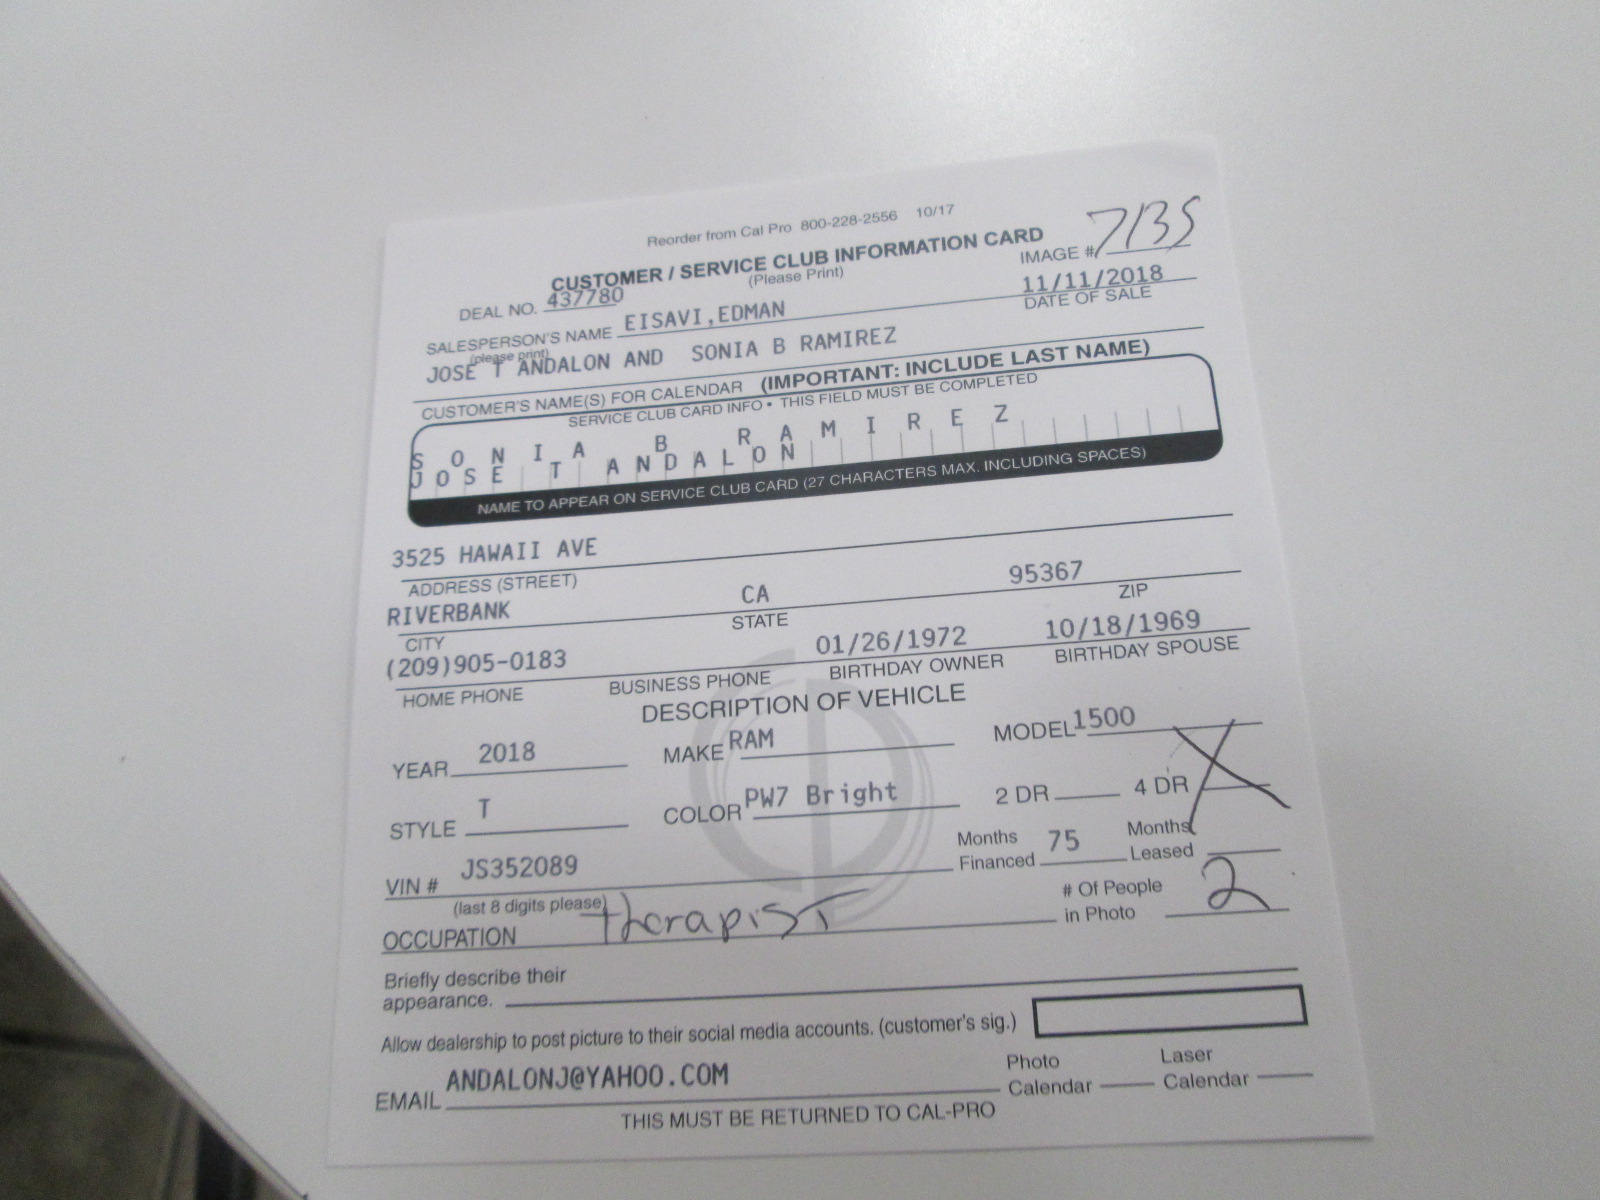 Reorder from Cal Pro 800-228-2556 10/17
CUSTOMER / SERVICE CLUB INFORMATION CARD
(Please Print)
IMAGE # 7135
DEAL NO. 437780
11/11/2018
DATE OF SALE
SALESPERSON'S NAME EISAVI,EDMAN
(please print)
JOSE T ANDALON AND SONIA B RAMIREZ
CUSTOMER'S NAME(S) FOR CALENDAR (IMPORTANT: INCLUDE LAST NAME)
SERVICE CLUB CARD INFO • THIS FIELD MUST BE COMPLETED
SONIA B RAMIREZ
JOSE T ANDALON
NAME TO APPEAR ON SERVICE CLUB CARD (27 CHARACTERS MAX. INCLUDING SPACES)
3525 HAWAII AVE
ADDRESS (STREET)
RIVERBANK CA 95367
CITY STATE ZIP
(209)905-0183 01/26/1972 10/18/1969
HOME PHONE BUSINESS PHONE BIRTHDAY OWNER BIRTHDAY SPOUSE
DESCRIPTION OF VEHICLE
YEAR 2018 MAKE RAM MODEL 1500
STYLE T COLOR PW7 Bright 2 DR 4 DR X
VIN # JS352089 Months Financed 75 Months Leased
(last 8 digits please)
OCCUPATION therapist # Of People in Photo 2
Briefly describe their
appearance.
Allow dealership to post picture to their social media accounts. (customer's sig.)
EMAIL ANDALONJ@YAHOO.COM Photo Calendar Laser Calendar
THIS MUST BE RETURNED TO CAL-PRO